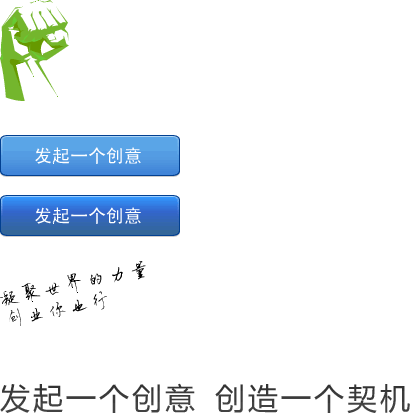 发起一个创意
发起一个创意
凝聚世界的力量
创业你也行
发起一个创意 创造一个契机